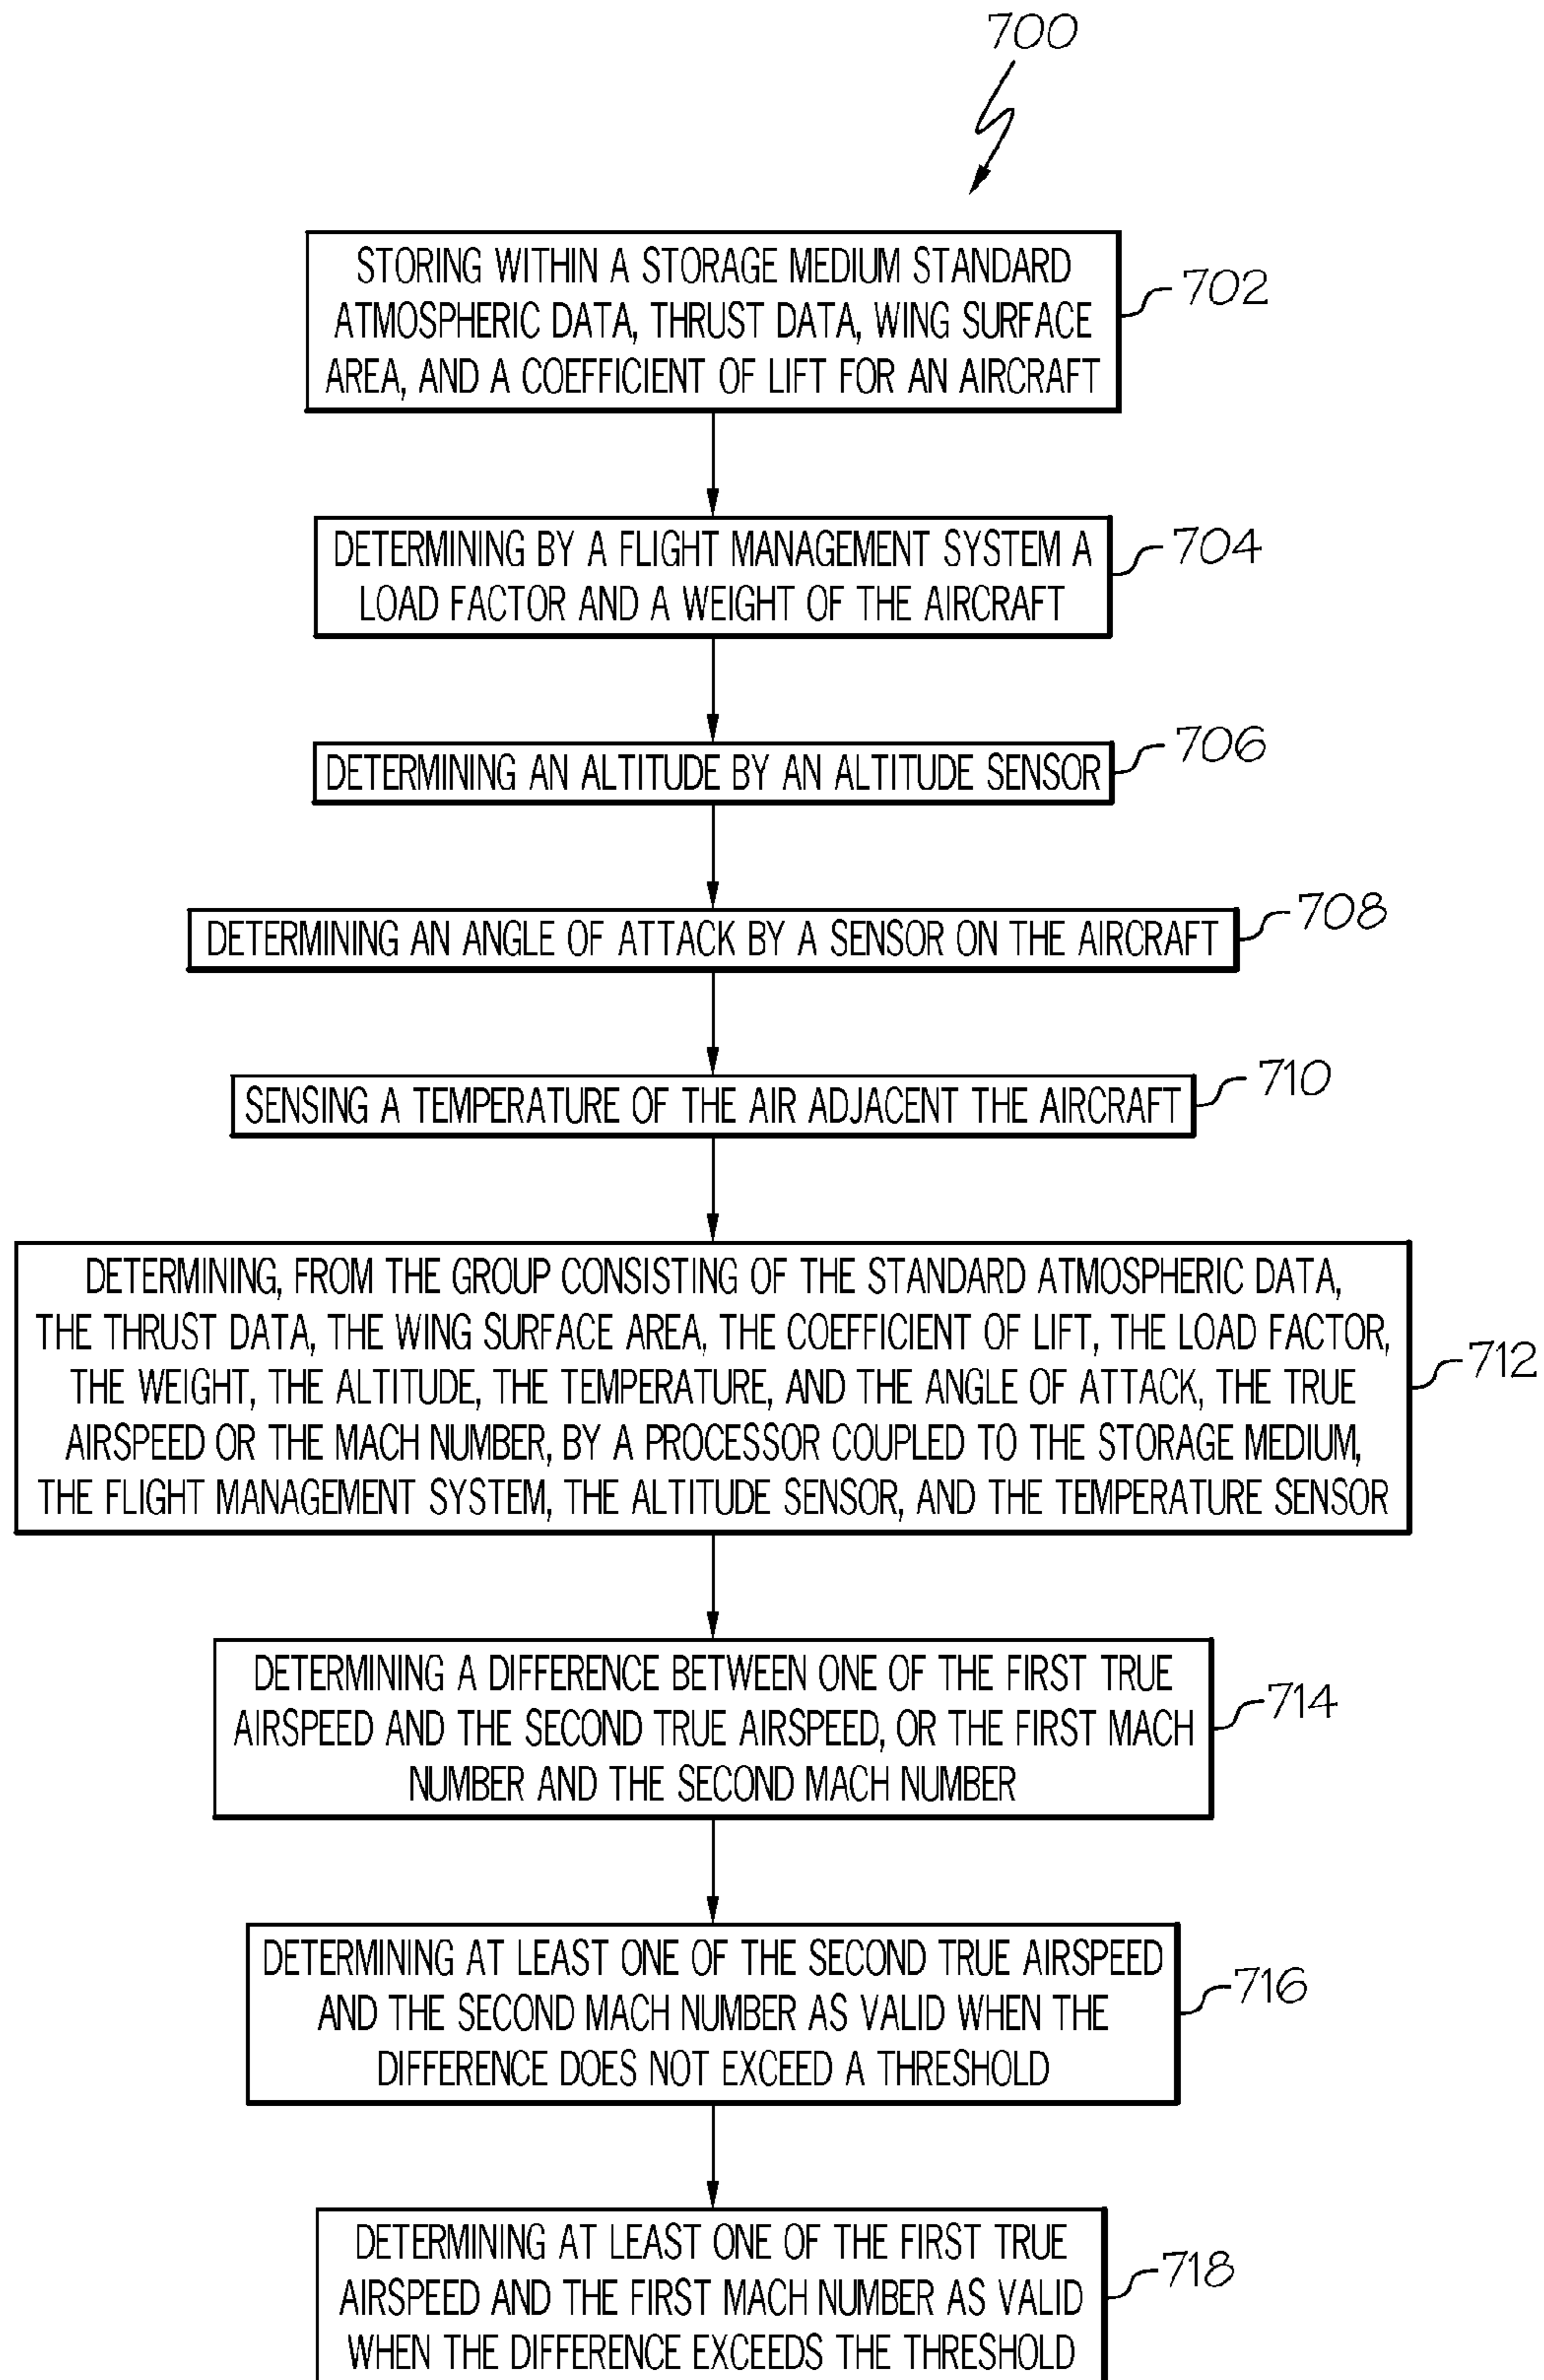 700
STORING WITHIN A STORAGE MEDIUM STANDARD
ATMOSPHERIC DATA, THRUST DATA, WING SURFACE
AREA, AND A COEFFICIENT OF LIFT FOR AN AIRCRAFT
702
DETERMINING BY A FLIGHT MANAGEMENT SYSTEM A
LOAD FACTOR AND A WEIGHT OF THE AIRCRAFT
704
DETERMINING AN ALTITUDE BY AN ALTITUDE SENSOR
706
DETERMINING AN ANGLE OF ATTACK BY A SENSOR ON THE AIRCRAFT
708
SENSING A TEMPERATURE OF THE AIR ADJACENT THE AIRCRAFT
710
DETERMINING, FROM THE GROUP CONSISTING OF THE STANDARD ATMOSPHERIC DATA,
THE THRUST DATA, THE WING SURFACE AREA, THE COEFFICIENT OF LIFT, THE LOAD FACTOR,
THE WEIGHT, THE ALTITUDE, THE TEMPERATURE, AND THE ANGLE OF ATTACK, THE TRUE
AIRSPEED OR THE MACH NUMBER, BY A PROCESSOR COUPLED TO THE STORAGE MEDIUM,
THE FLIGHT MANAGEMENT SYSTEM, THE ALTITUDE SENSOR, AND THE TEMPERATURE SENSOR
712
DETERMINING A DIFFERENCE BETWEEN ONE OF THE FIRST TRUE
AIRSPEED AND THE SECOND TRUE AIRSPEED, OR THE FIRST MACH
NUMBER AND THE SECOND MACH NUMBER
714
DETERMINING AT LEAST ONE OF THE SECOND TRUE AIRSPEED
AND THE SECOND MACH NUMBER AS VALID WHEN THE
DIFFERENCE DOES NOT EXCEED A THRESHOLD
716
DETERMINING AT LEAST ONE OF THE FIRST TRUE
AIRSPEED AND THE FIRST MACH NUMBER AS VALID
WHEN THE DIFFERENCE EXCEEDS THE THRESHOLD
718